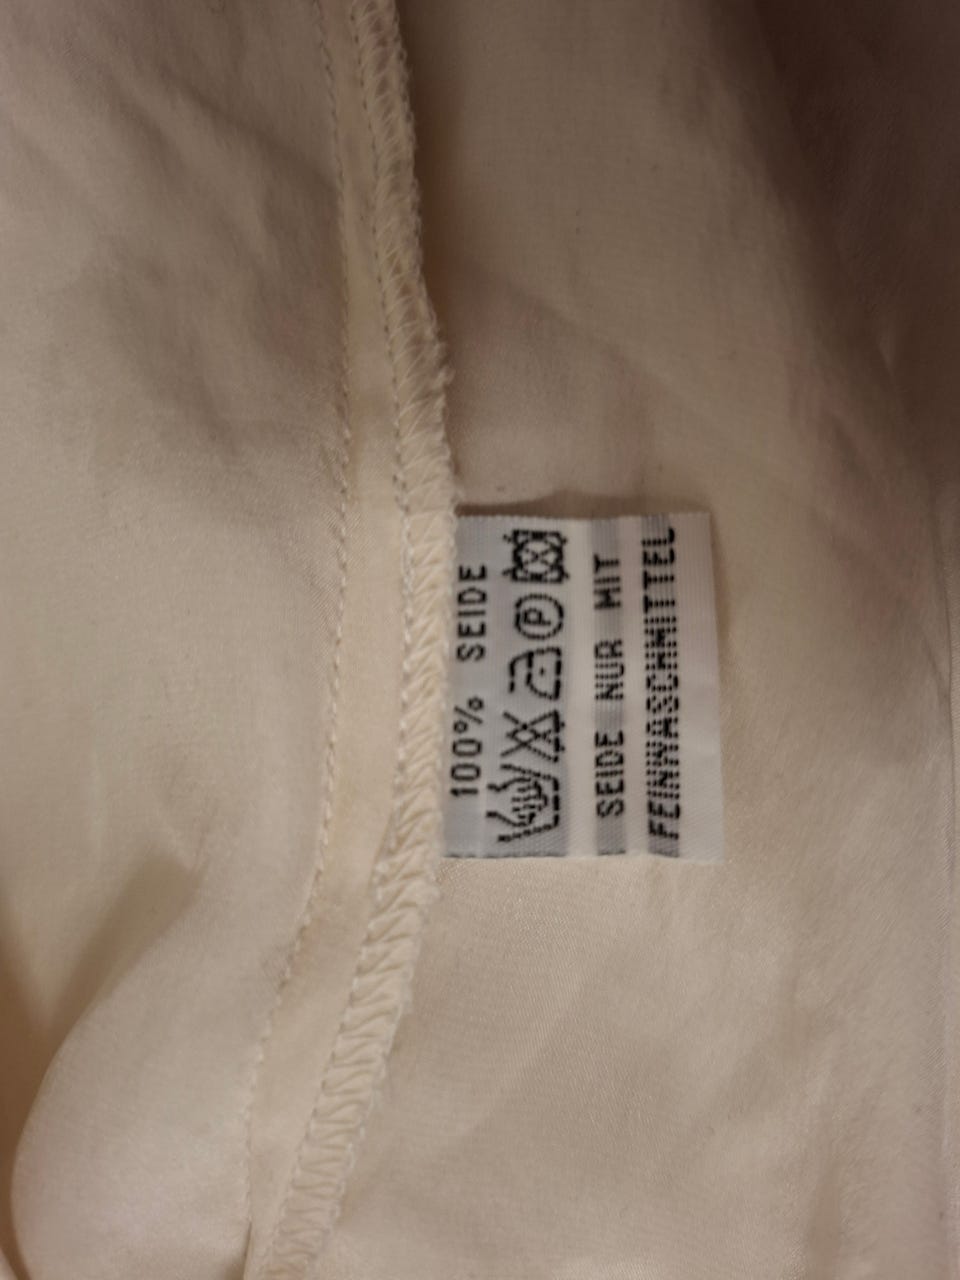 100% SEIDE
P
SEIDE NUR MIT
FEINWASCHMITTEL